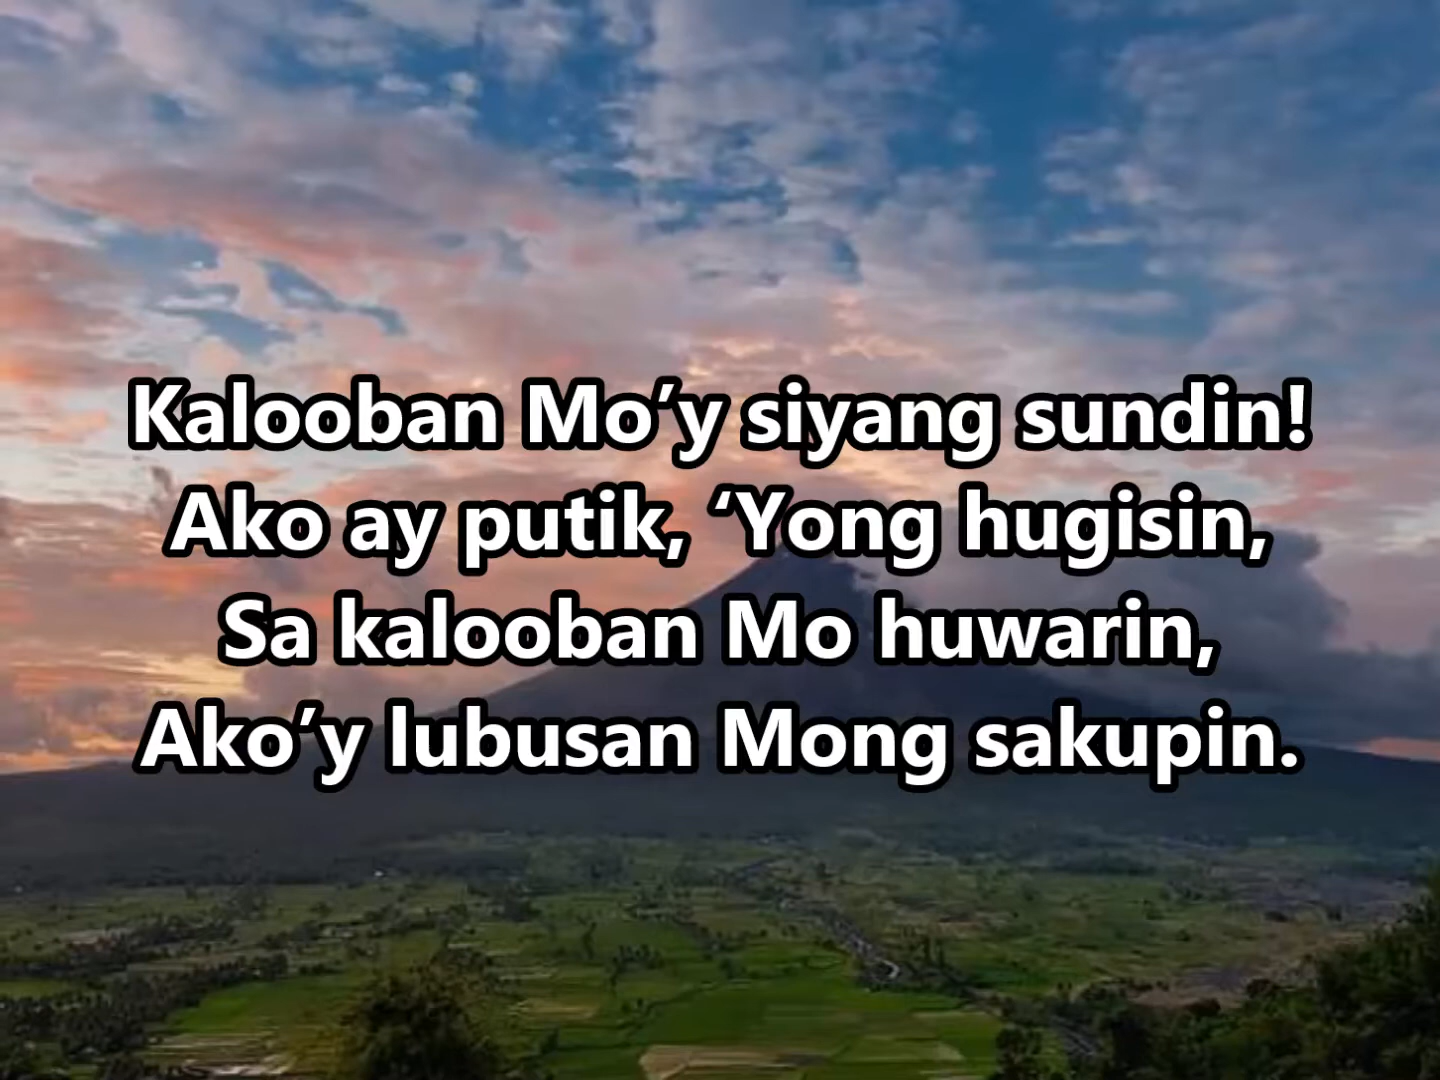 Kalooban Mo’y siyang sundin!
Ako ay putik, ‘Yong hugisin,
Sa kalooban Mo huwarin,
Ako’y lubusan Mong sakupin.